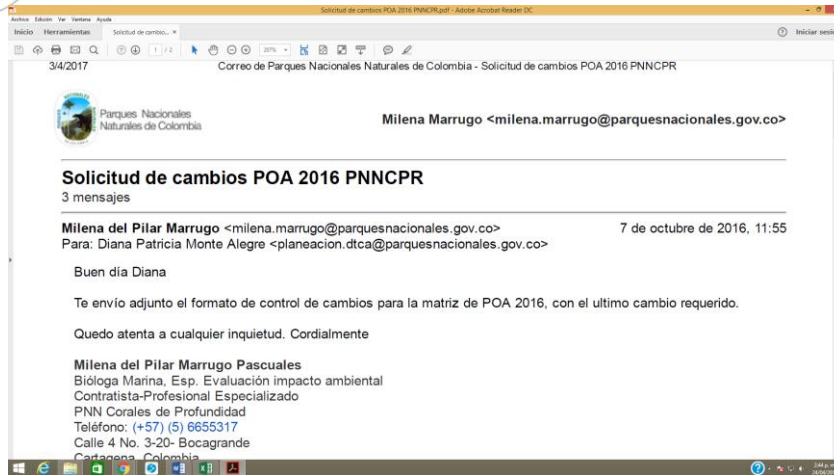 Solicitud de cambios POA 2016 PNNCPR.pdf - Adobe Acrobat Reader DC
Archivo Edición Ver Ventana Ayuda
Inicio Herramientas Solicitud de cambio... ×
Iniciar sesió
1 / 2
207%
3/4/2017 Correo de Parques Nacionales Naturales de Colombia - Solicitud de cambios POA 2016 PNNCPR
Parques Nacionales
Naturales de Colombia
Milena Marrugo <milena.marrugo@parquesnacionales.gov.co>
Solicitud de cambios POA 2016 PNNCPR
3 mensajes
Milena del Pilar Marrugo <milena.marrugo@parquesnacionales.gov.co> 7 de octubre de 2016, 11:55
Para: Diana Patricia Monte Alegre <planeacion.dtca@parquesnacionales.gov.co>
Buen día Diana
Te envío adjunto el formato de control de cambios para la matriz de POA 2016, con el ultimo cambio requerido.
Quedo atenta a cualquier inquietud. Cordialmente
Milena del Pilar Marrugo Pascuales
Bióloga Marina, Esp. Evaluación impacto ambiental
Contratista-Profesional Especializado
PNN Corales de Profundidad
Teléfono: (+57) (5) 6655317
Calle 4 No. 3-20- Bocagrande
Cartagena, Colombia